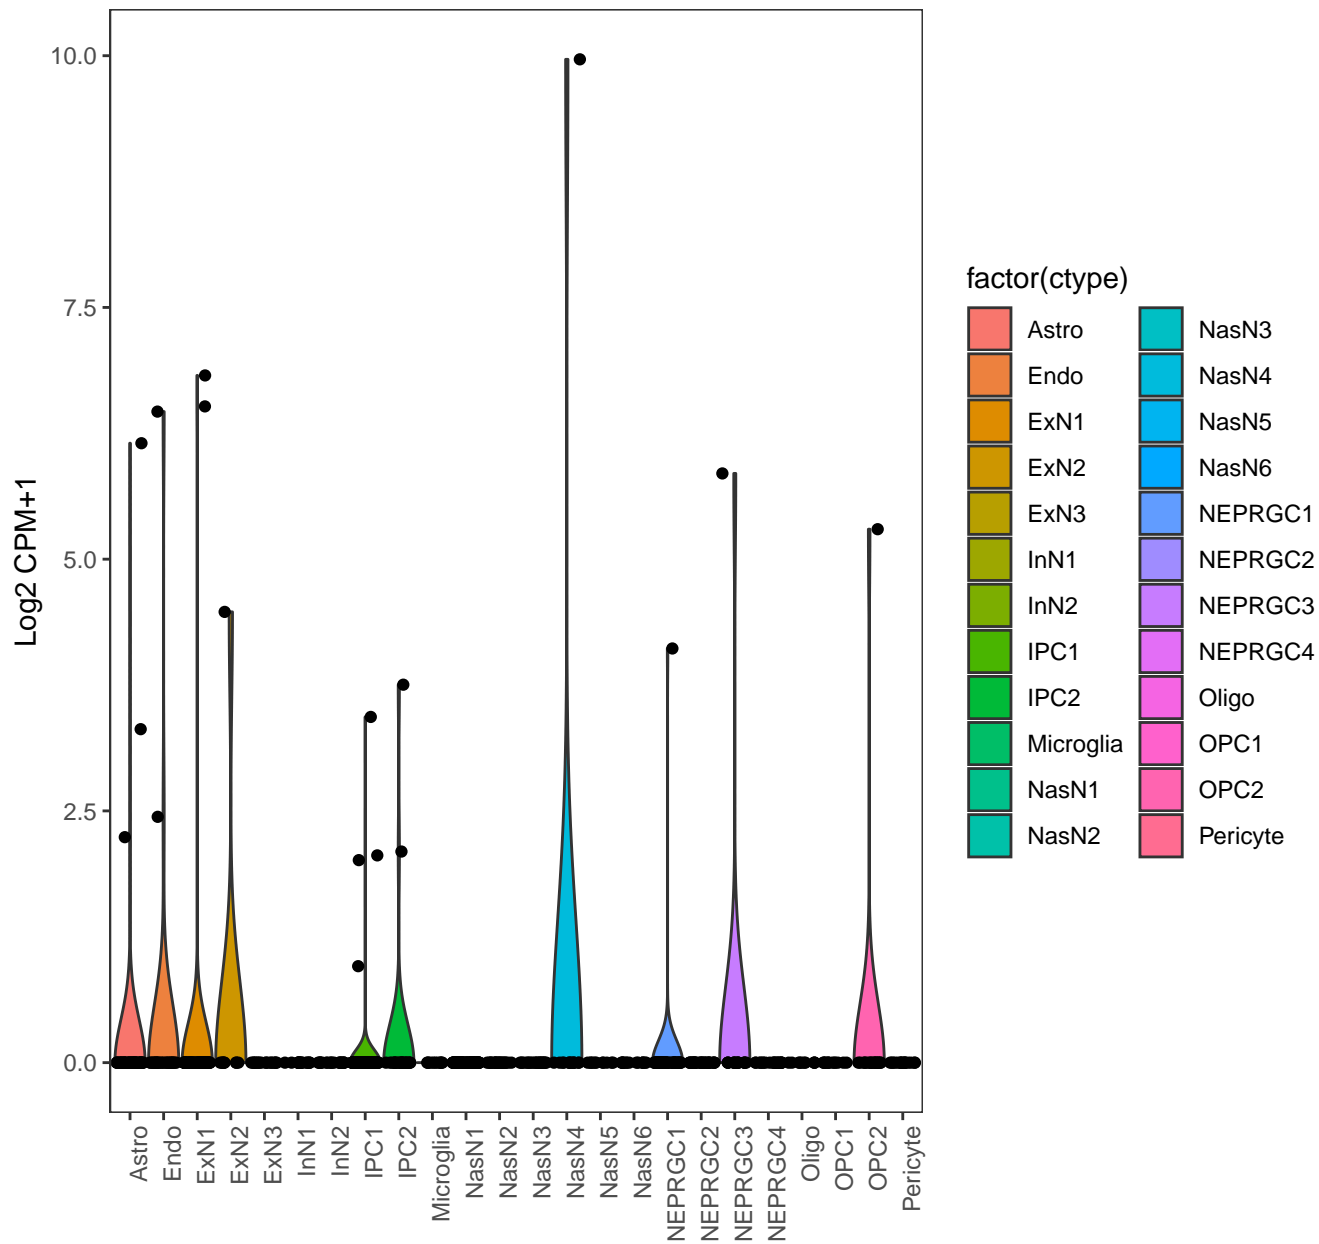 10.0
7.5
5.0
2.5
0.0
Log2 CPM+1
Astro
Endo
ExN1
ExN2
ExN3
InN1
InN2
IPC1
IPC2
Microglia
NasN1
NasN2
NasN3
NasN4
NasN5
NasN6
NEPRGC1
NEPRGC2
NEPRGC3
NEPRGC4
Oligo
OPC1
OPC2
Pericyte
factor(ctype)
Astro
Endo
ExN1
ExN2
ExN3
InN1
InN2
IPC1
IPC2
Microglia
NasN1
NasN2
NasN3
NasN4
NasN5
NasN6
NEPRGC1
NEPRGC2
NEPRGC3
NEPRGC4
Oligo
OPC1
OPC2
Pericyte